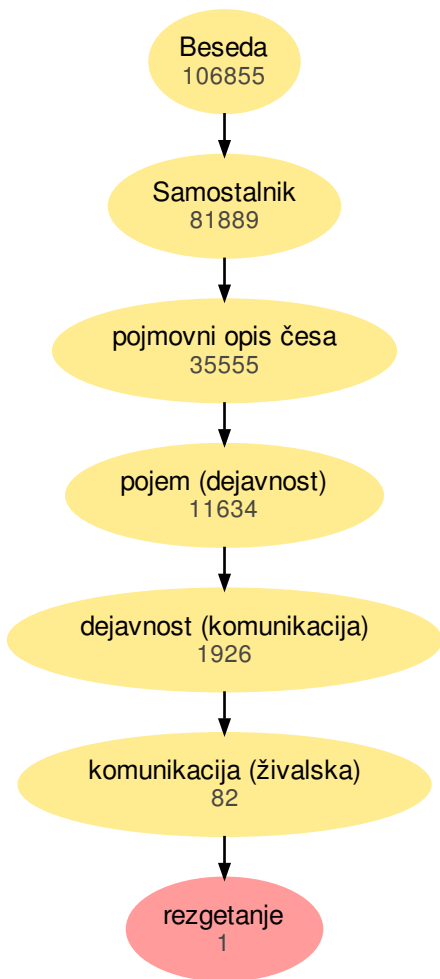 Beseda
106855
Samostalnik
81889
pojmovni opis česa
35555
pojem (dejavnost)
11634
dejavnost (komunikacija)
1926
komunikacija (živalska)
82
rezgetanje
1